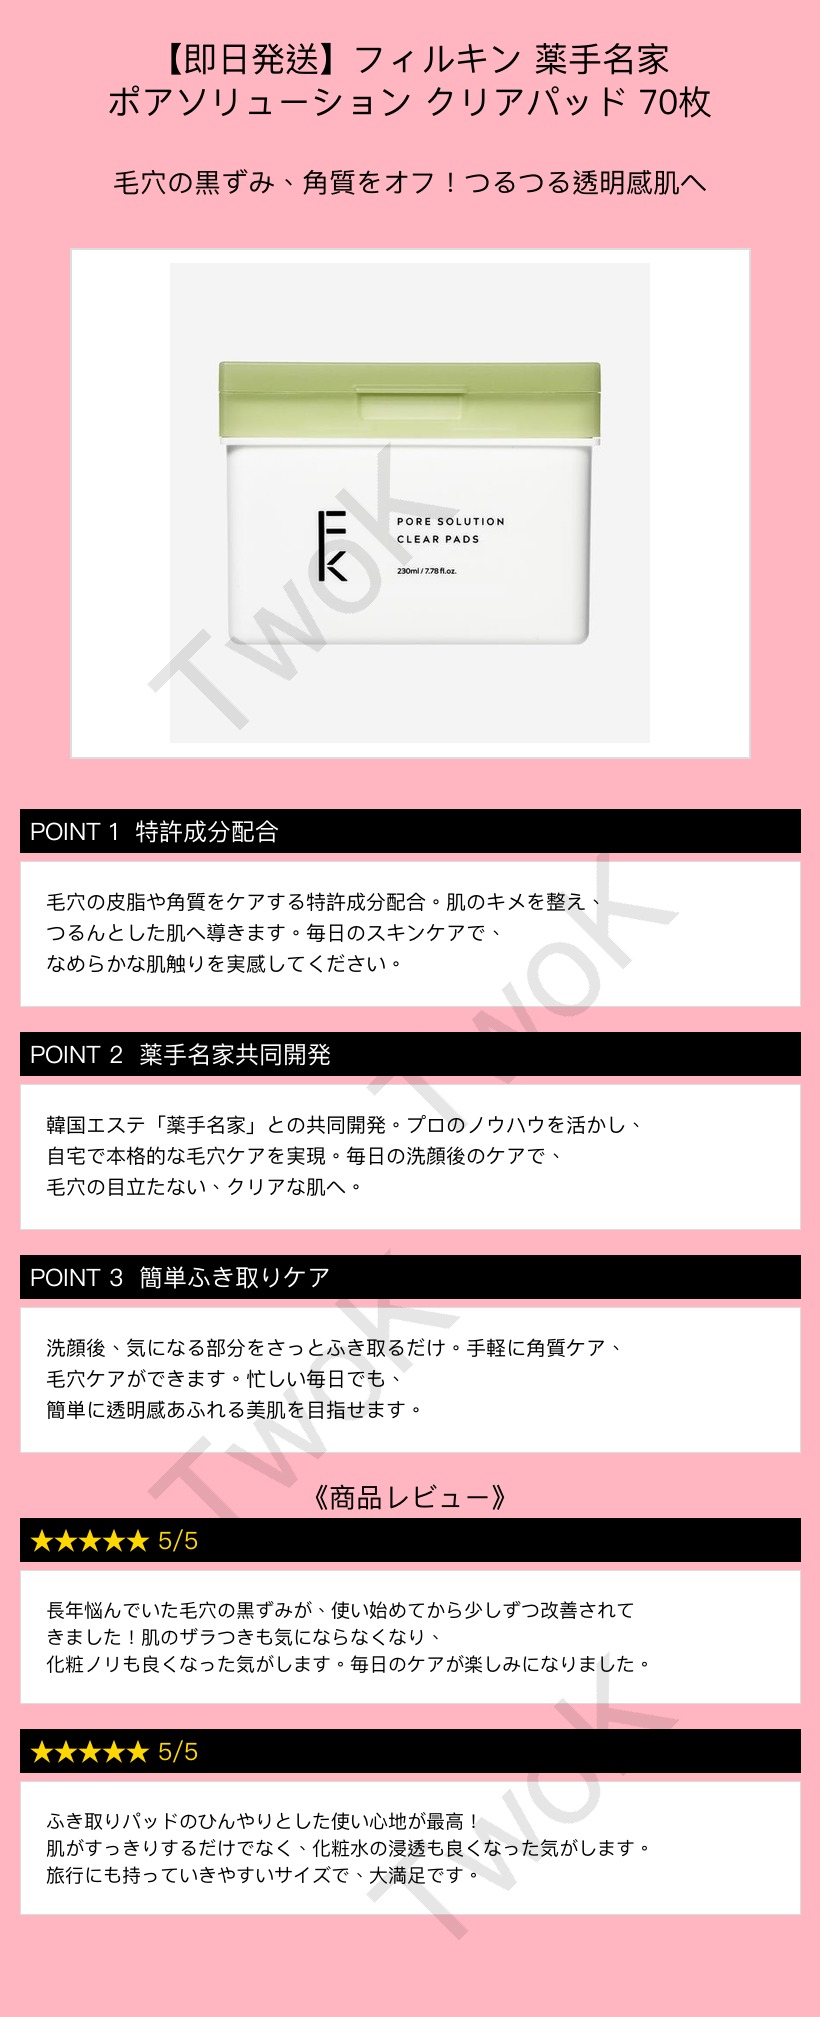 【即日発送】フィルキン 薬手名家
ポアソリューション クリアパッド 70枚
毛穴の黒ずみ、角質をオフ！つるつる透明感肌へ
FK
PORE SOLUTION
CLEAR PADS
230ml / 7.78 fl.oz.
TwoK
POINT 1 特許成分配合
毛穴の皮脂や角質をケアする特許成分配合。肌のキメを整え、
つるんとした肌へ導きます。毎日のスキンケアで、
なめらかな肌触りを実感してください。
TwoK
POINT 2 薬手名家共同開発
韓国エステ「薬手名家」との共同開発。プロのノウハウを活かし、
自宅で本格的な毛穴ケアを実現。毎日の洗顔後のケアで、
毛穴の目立たない、クリアな肌へ。
POINT 3 簡単ふき取りケア
洗顔後、気になる部分をさっとふき取るだけ。手軽に角質ケア、
毛穴ケアができます。忙しい毎日でも、
簡単に透明感あふれる美肌を目指せます。
TwoK
《商品レビュー》
★★★★★ 5/5
長年悩んでいた毛穴の黒ずみが、使い始めてから少しずつ改善されて
きました！肌のザラつきも気にならなくなり、
化粧ノリも良くなった気がします。毎日のケアが楽しみになりました。
★★★★★ 5/5
ふき取りパッドのひんやりとした使い心地が最高！
肌がすっきりするだけでなく、化粧水の浸透も良くなった気がします。
旅行にも持っていきやすいサイズで、大満足です。
TwoK